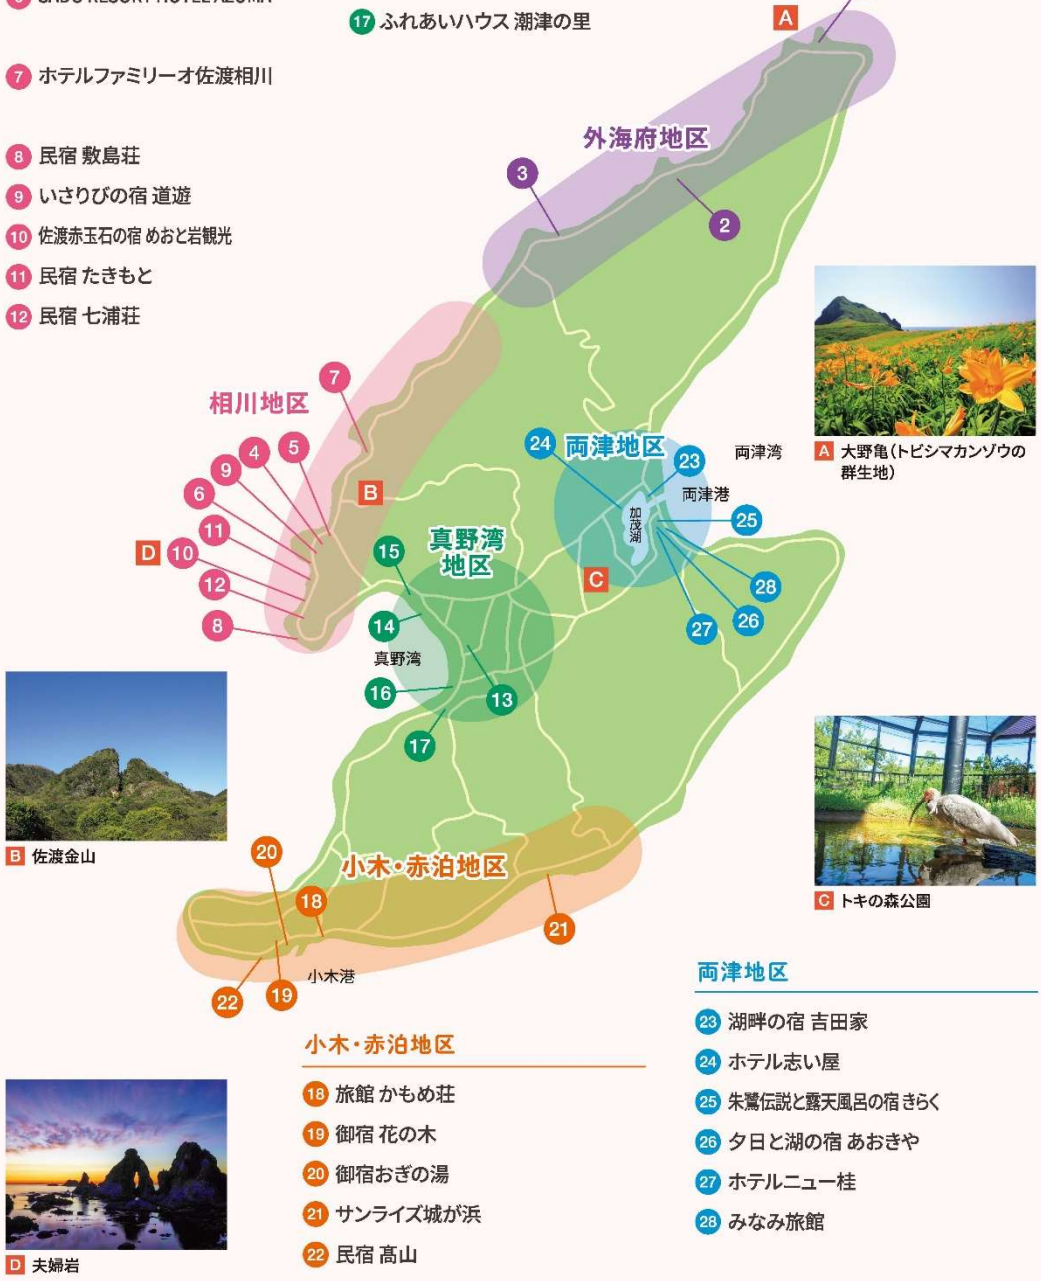 6 SADO RESORT HOTEL AZUMA
7 ホテルファミリーオ佐渡相川
8 民宿 敷島荘
9 いさりびの宿 道遊
10 佐渡赤玉石の宿 めおと岩観光
11 民宿 たきもと
12 民宿 七浦荘
17 ふれあいハウス 潮津の里
A
外海府地区
3
2
相川地区
7
5
4
9
6
11
D 10
12
8
B
両津地区
24
23
両津湾
両津港
加茂湖
25
28
26
27
C
真野湾
地区
15
14
真野湾
16
13
17
A 大野亀(トビシマカンゾウの
群生地)
B 佐渡金山
C トキの森公園
小木・赤泊地区
20
18
21
小木港
19
22
D 夫婦岩
小木・赤泊地区
18 旅館 かもめ荘
19 御宿 花の木
20 御宿おぎの湯
21 サンライズ城が浜
22 民宿 髙山
両津地区
23 湖畔の宿 吉田家
24 ホテル志い屋
25 朱鷺伝説と露天風呂の宿 きらく
26 夕日と湖の宿 あおきや
27 ホテルニュー桂
28 みなみ旅館